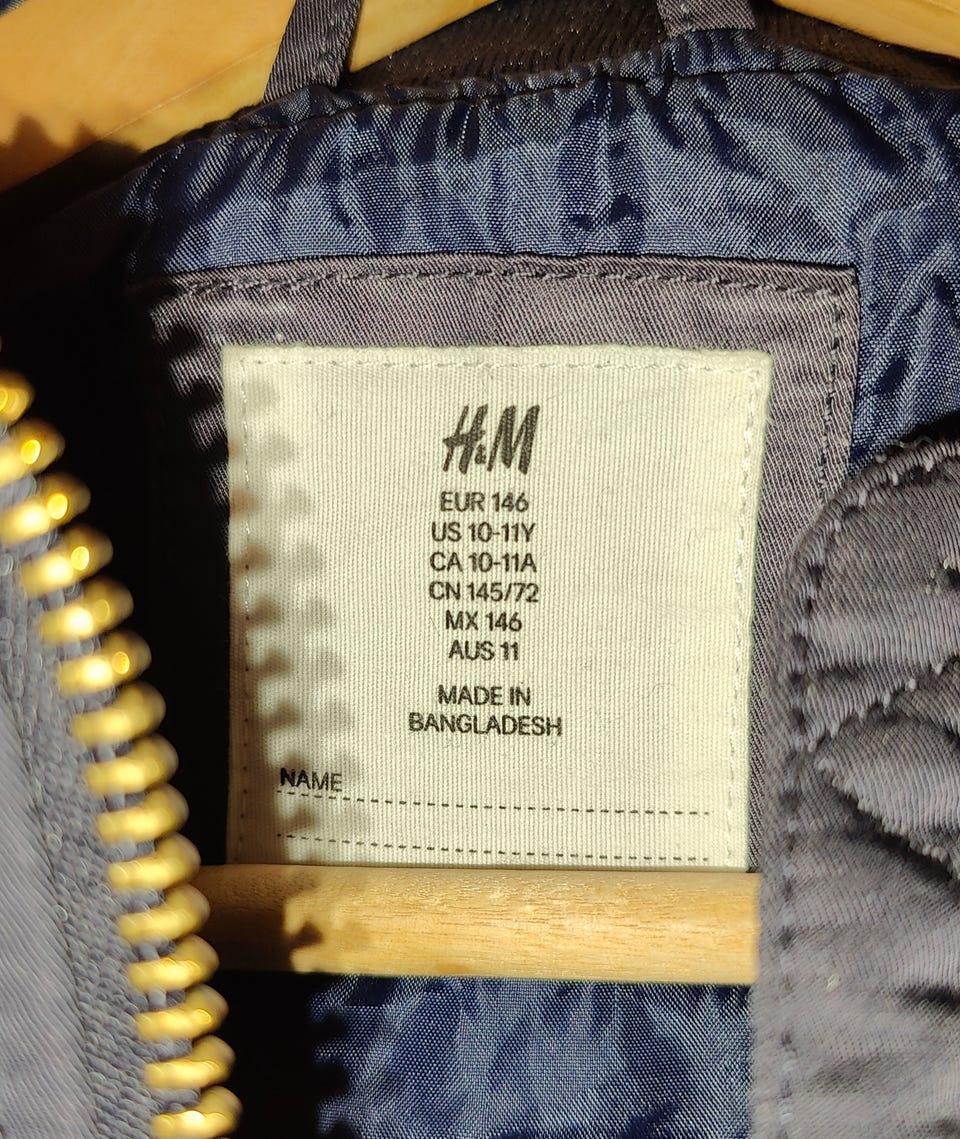 H&M
EUR 146
US 10-11Y
CA 10-11A
CN 145/72
MX 146
AUS 11
MADE IN
BANGLADESH
NAME